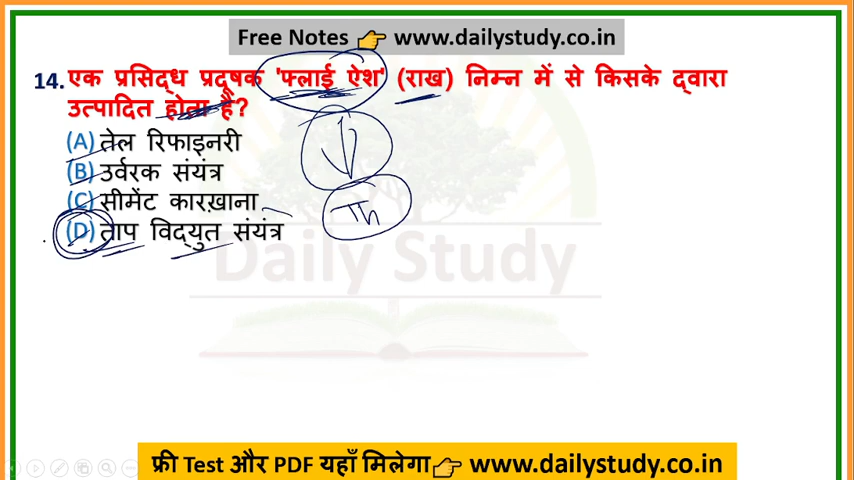 Free Notes 👉 www.dailystudy.co.in
14. एक प्रसिद्ध प्रदूषक 'फ्लाई ऐश' (राख) निम्न में से किसके द्वारा
उत्पादित होता है?
(A) तेल रिफाइनरी
(B) उर्वरक संयंत्र
(C) सीमेंट कारख़ाना
(D) ताप विद्युत संयंत्र
Th
Daily Study
फ्री Test और PDF यहाँ मिलेगा👉 www.dailystudy.co.in